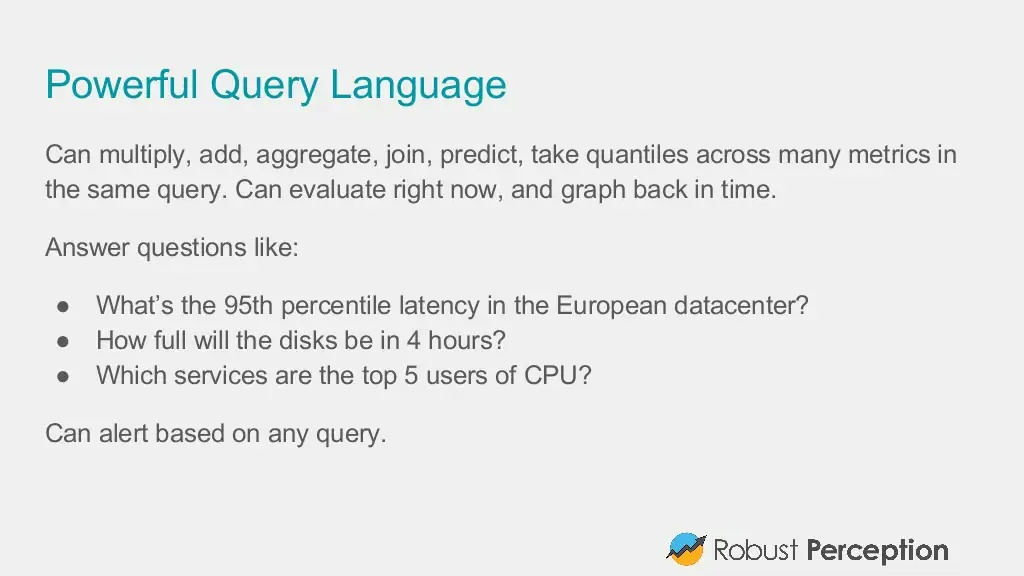 Powerful Query Language
Can multiply, add, aggregate, join, predict, take quantiles across many metrics in
the same query. Can evaluate right now, and graph back in time.
Answer questions like:
● What’s the 95th percentile latency in the European datacenter?
● How full will the disks be in 4 hours?
● Which services are the top 5 users of CPU?
Can alert based on any query.
Robust Perception